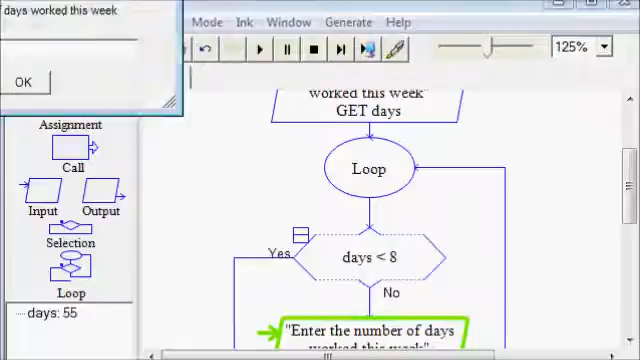 days worked this week
Mode Ink Window Generate Help
125%
OK
Assignment
Call
Input Output
Selection
Loop
days: 55
worked this week"
GET days
Loop
Yes
days < 8
No
"Enter the number of days
worked this week"